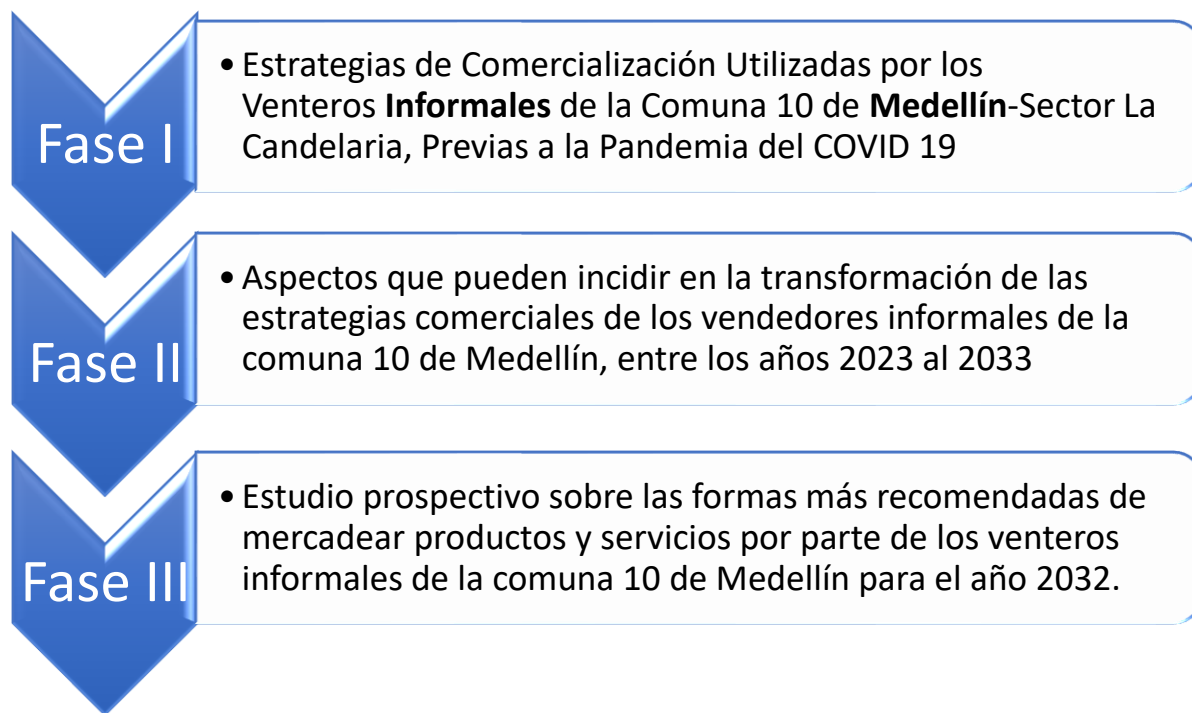 Fase I
• Estrategias de Comercialización Utilizadas por los
Venteros Informales de la Comuna 10 de Medellín-Sector La
Candelaria, Previas a la Pandemia del COVID 19
Fase II
• Aspectos que pueden incidir en la transformación de las
estrategias comerciales de los vendedores informales de la
comuna 10 de Medellín, entre los años 2023 al 2033
Fase III
• Estudio prospectivo sobre las formas más recomendadas de
mercadear productos y servicios por parte de los venteros
informales de la comuna 10 de Medellín para el año 2032.